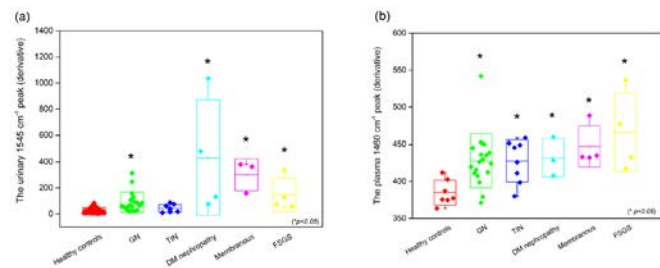 (a)
The urinary 1545 cm⁻¹ peak (derivative)
1400
1200
1000
800
600
400
200
0
*
*
*
*
(*p<0.05)
Healthy controls
GN
TIN
DM nephropathy
Membranous
FSGS
(b)
The plasma 1460 cm⁻¹ peak (derivative)
600
550
500
450
400
350
*
*
*
*
*
(* p<0.05)
Healthy controls
GN
TIN
DM nephropathy
Membranous
FSGS